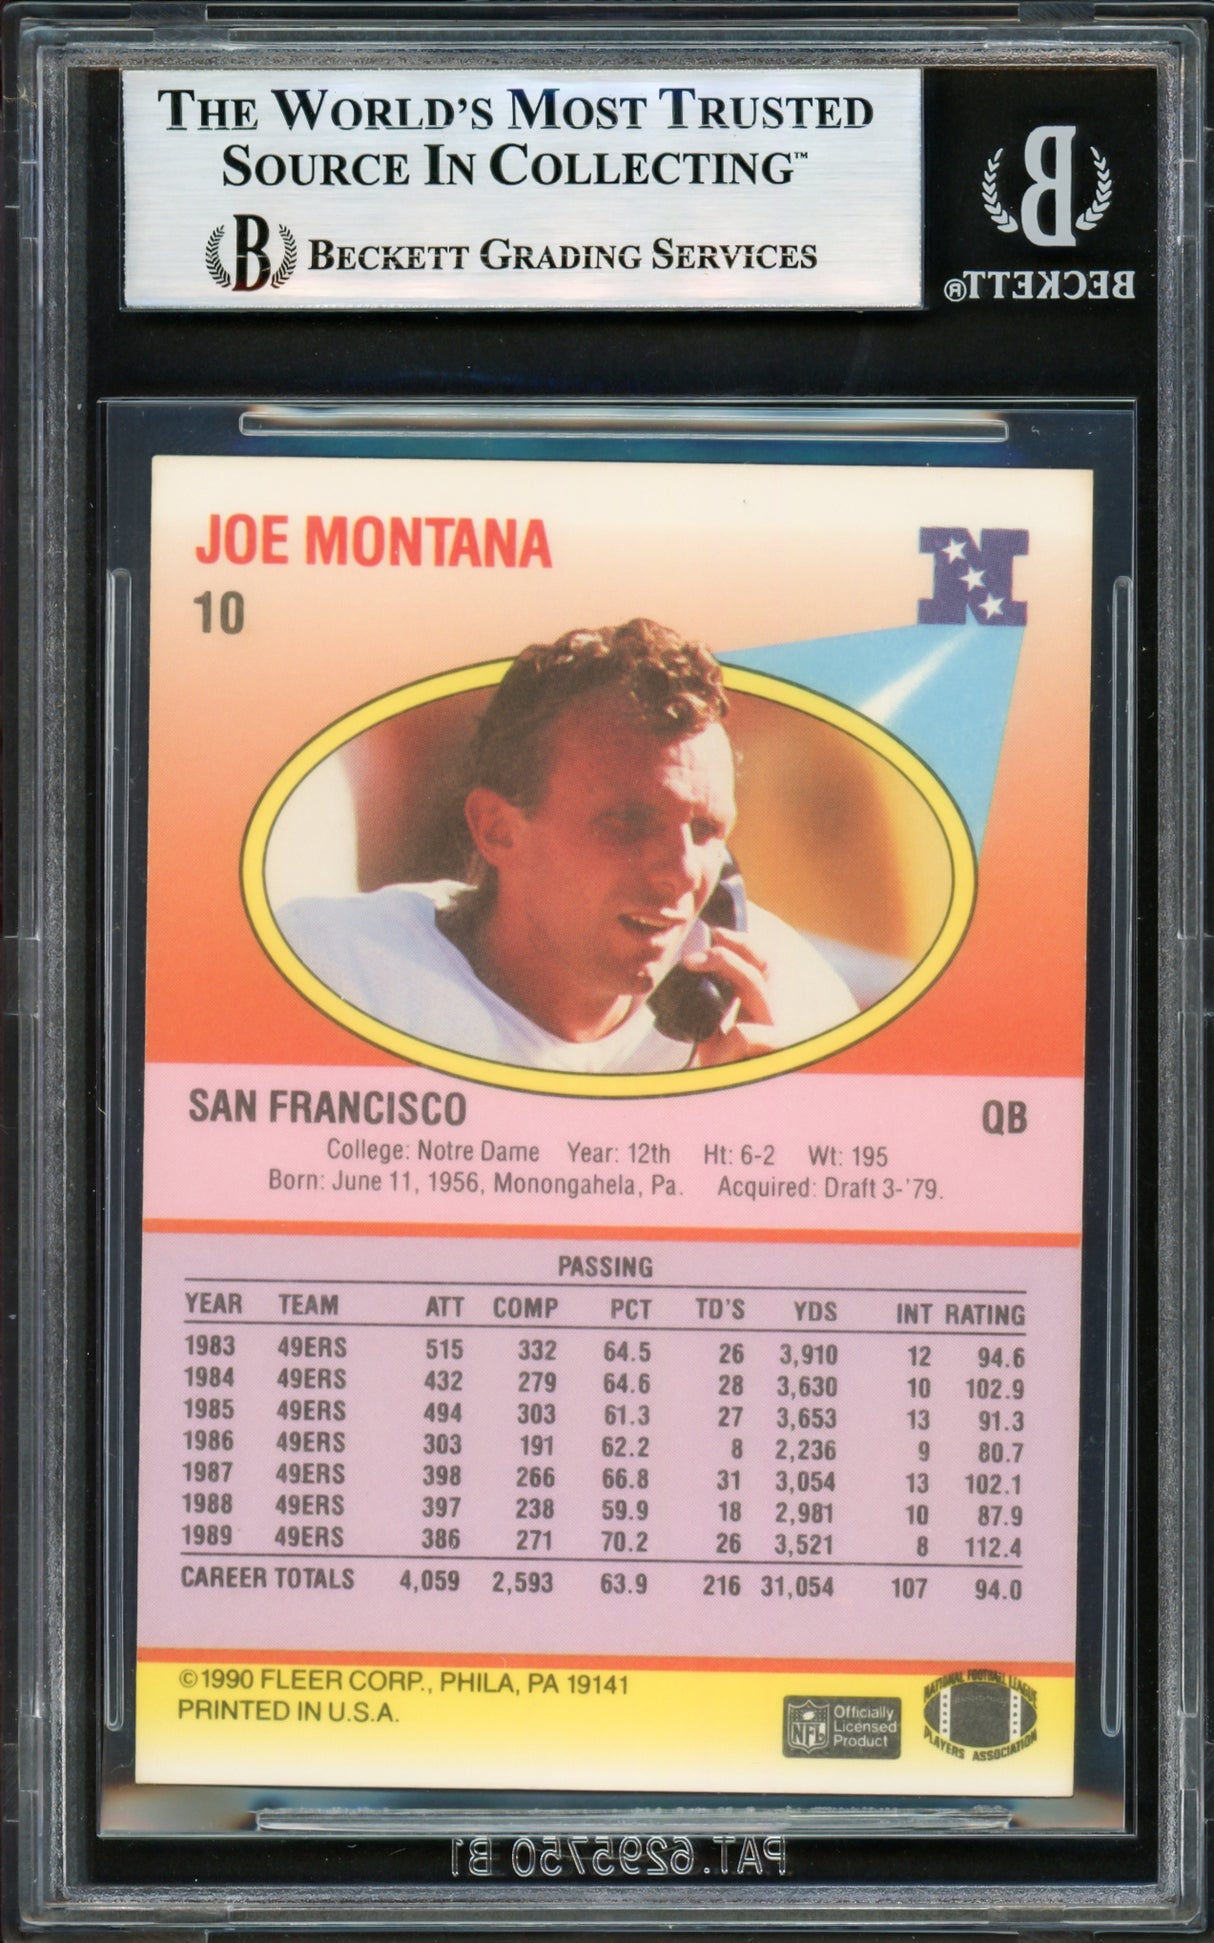 THE WORLD'S MOST TRUSTED
SOURCE IN COLLECTING™
B BECKETT GRADING SERVICES
B
BECKETT®
JOE MONTANA
10
N
SAN FRANCISCO QB
College: Notre Dame Year: 12th Ht: 6-2 Wt: 195
Born: June 11, 1956, Monongahela, Pa. Acquired: Draft 3-'79.
PASSING
YEAR TEAM ATT COMP PCT TD'S YDS INT RATING
1983 49ERS 515 332 64.5 26 3,910 12 94.6
1984 49ERS 432 279 64.6 28 3,630 10 102.9
1985 49ERS 494 303 61.3 27 3,653 13 91.3
1986 49ERS 303 191 62.2 8 2,236 9 80.7
1987 49ERS 398 266 66.8 31 3,054 13 102.1
1988 49ERS 397 238 59.9 18 2,981 10 87.9
1989 49ERS 386 271 70.2 26 3,521 8 112.4
CAREER TOTALS 4,059 2,593 63.9 216 31,054 107 94.0
©1990 FLEER CORP., PHILA, PA 19141
PRINTED IN U.S.A.
NFL Officially
Licensed
Product
NATIONAL FOOTBALL LEAGUE
PLAYERS ASSOCIATION
PAT. 6295750 B1